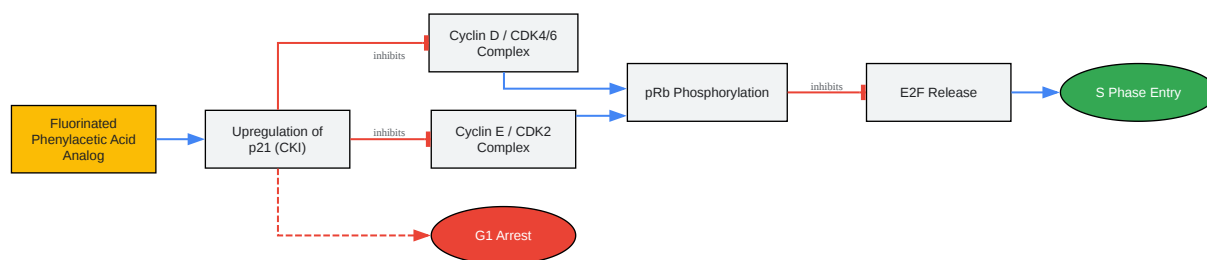 Cyclin D / CDK4/6
Complex
inhibits
pRb Phosphorylation
inhibits
E2F Release
S Phase Entry
Fluorinated
Phenylacetic Acid
Analog
Upregulation of
p21 (CKI)
inhibits
Cyclin E / CDK2
Complex
G1 Arrest